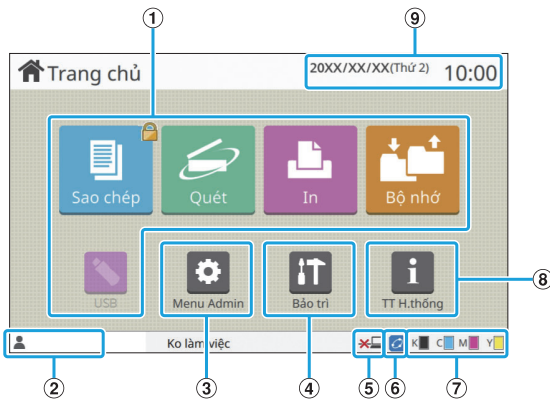 ① ⑨
Trang chủ 20XX/XX/XX(Thứ 2) 10:00
Sao chép Quét In Bộ nhớ
USB Menu Admin Bảo trì TT H.thống ⑧
Ko làm việc K C M Y
② ③ ④ ⑤ ⑥ ⑦